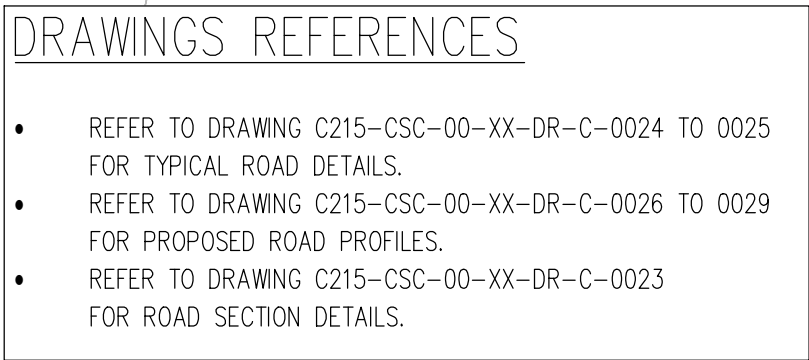 DRAWINGS REFERENCES
• REFER TO DRAWING C215-CSC-00-XX-DR-C-0024 TO 0025
FOR TYPICAL ROAD DETAILS.
• REFER TO DRAWING C215-CSC-00-XX-DR-C-0026 TO 0029
FOR PROPOSED ROAD PROFILES.
• REFER TO DRAWING C215-CSC-00-XX-DR-C-0023
FOR ROAD SECTION DETAILS.